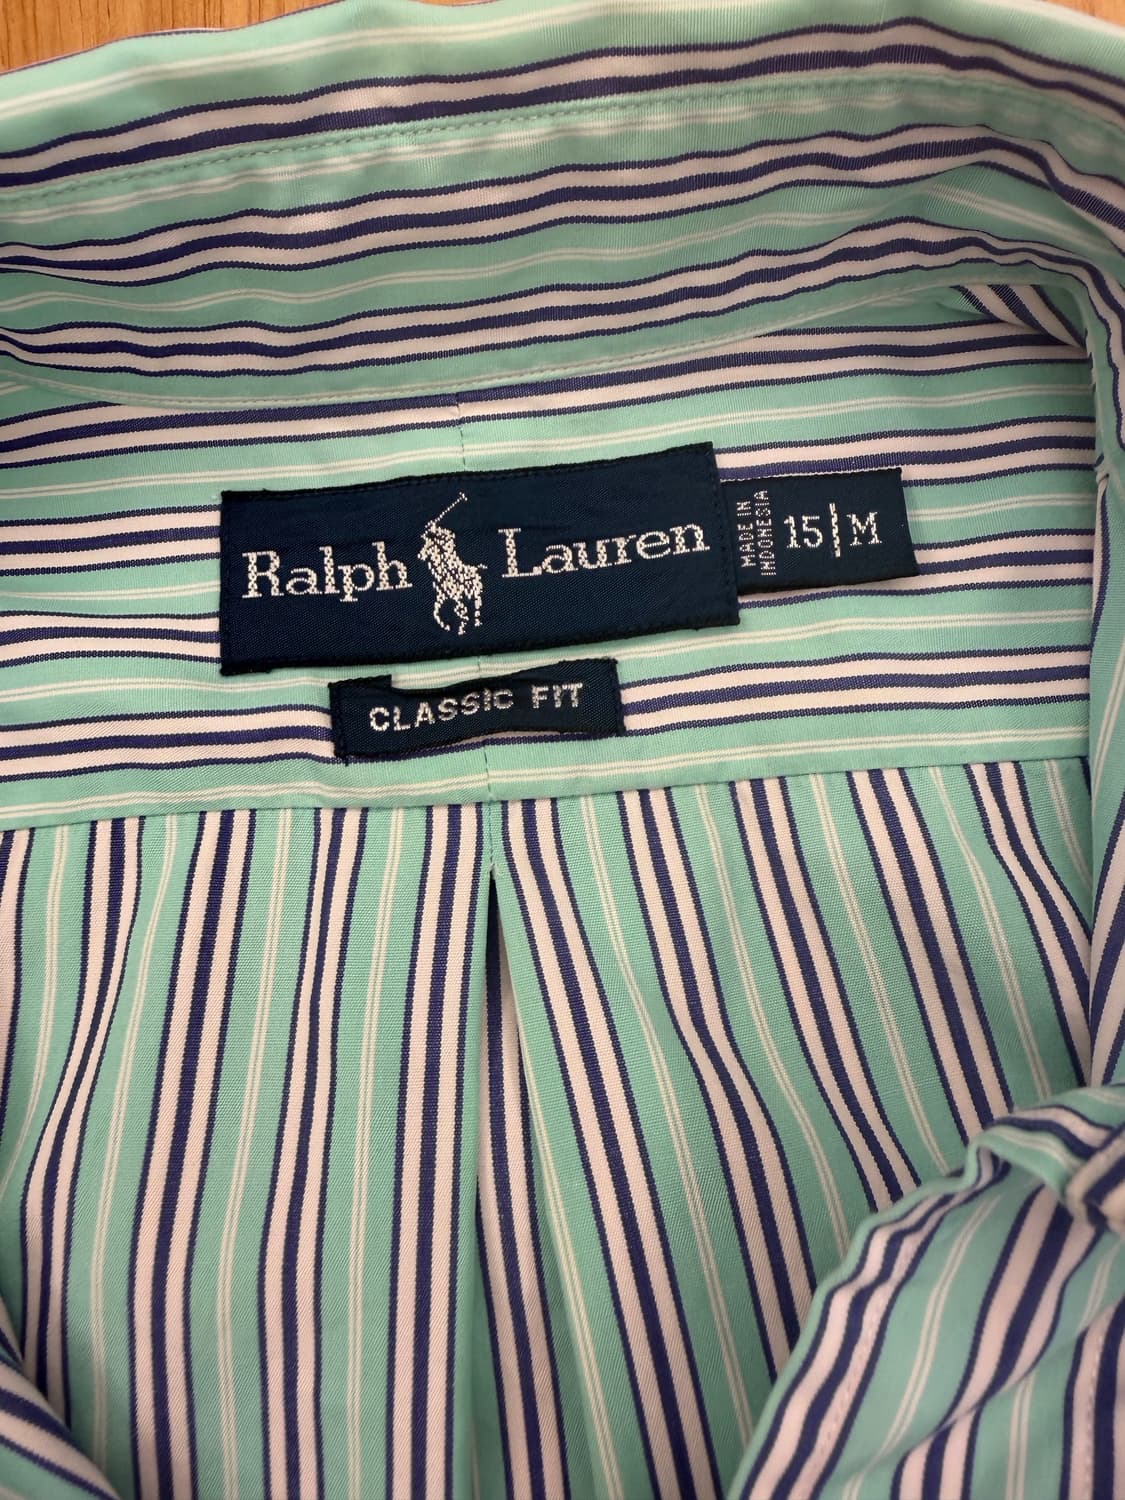 Ralph Lauren
MADE IN
INDONESIA
15|M
CLASSIC FIT